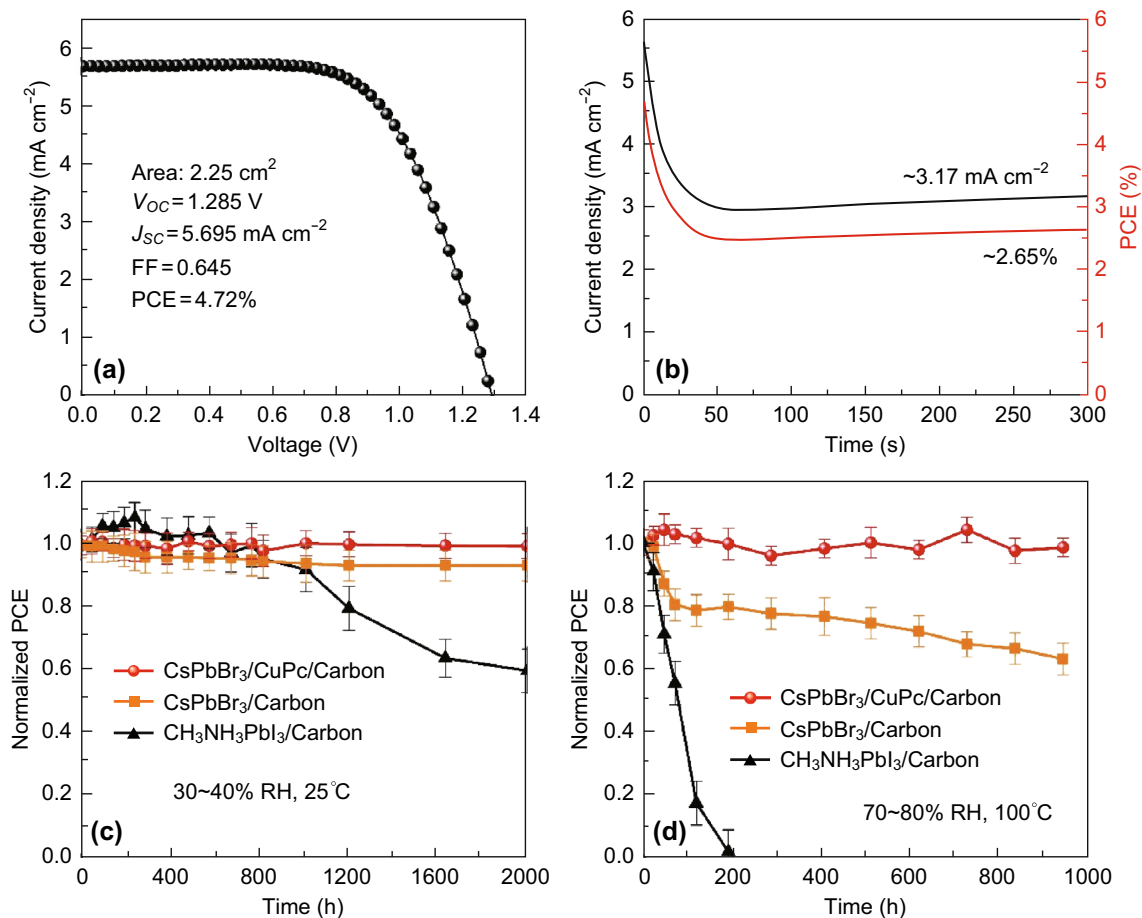 (a)
Current density (mA cm⁻²)
6
5
4
3
2
1
0
Area: 2.25 cm²
V_OC=1.285 V
J_SC=5.695 mA cm⁻²
FF=0.645
PCE=4.72%
0.0 0.2 0.4 0.6 0.8 1.0 1.2 1.4
Voltage (V)
(b)
Current density (mA cm⁻²)
6
5
4
3
2
1
0
~3.17 mA cm⁻²
~2.65%
6
5
4
3
2
1
0
PCE (%)
0 50 100 150 200 250 300
Time (s)
(c)
Normalized PCE
1.2
1.0
0.8
0.6
0.4
0.2
0.0
CsPbBr₃/CuPc/Carbon
CsPbBr₃/Carbon
CH₃NH₃PbI₃/Carbon
30~40% RH, 25°C
0 400 800 1200 1600 2000
Time (h)
(d)
Normalized PCE
1.2
1.0
0.8
0.6
0.4
0.2
0.0
CsPbBr₃/CuPc/Carbon
CsPbBr₃/Carbon
CH₃NH₃PbI₃/Carbon
70~80% RH, 100°C
0 200 400 600 800 1000
Time (h)